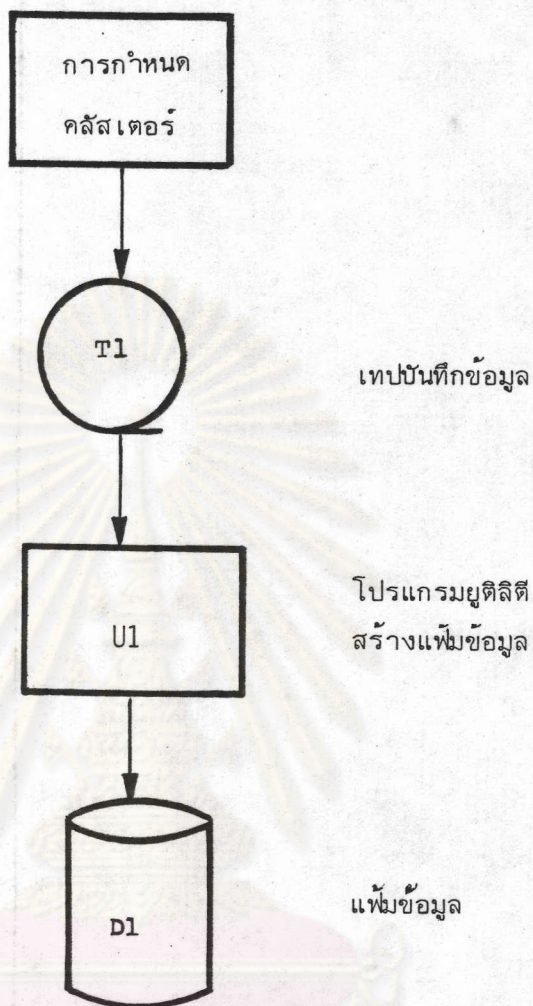 การกำหนด
คลัสเตอร์
T1
เทปบันทึกข้อมูล
U1
โปรแกรมยูติลิตี
สร้างแฟ้มข้อมูล
D1
แฟ้มข้อมูล